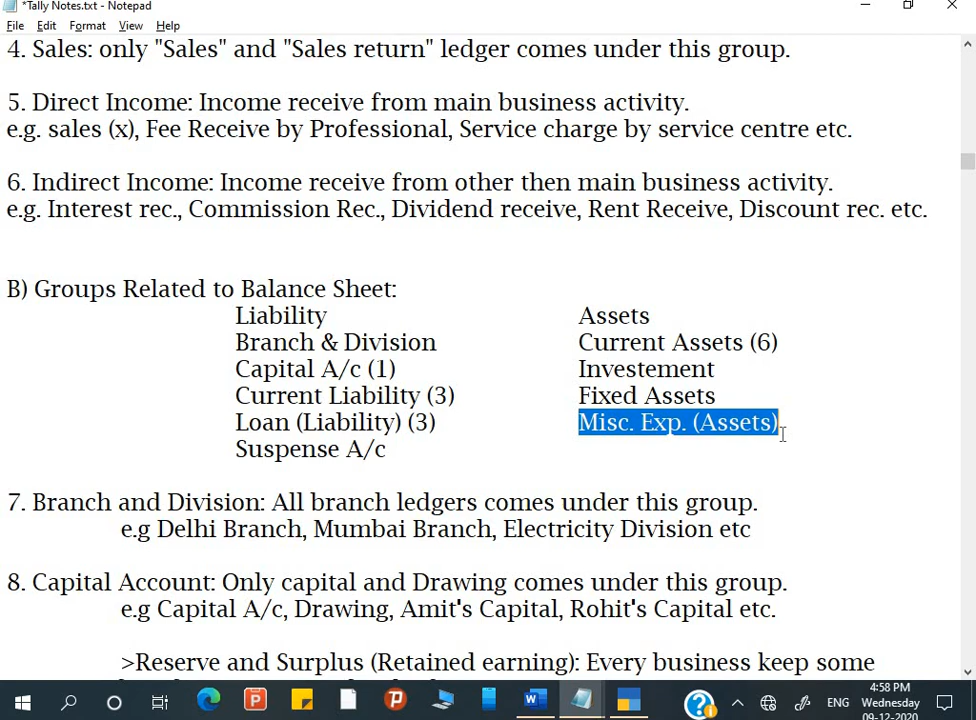 *Tally Notes.txt - Notepad
File Edit Format View Help
4. Sales: only "Sales" and "Sales return" ledger comes under this group.
5. Direct Income: Income receive from main business activity.
e.g. sales (x), Fee Receive by Professional, Service charge by service centre etc.
6. Indirect Income: Income receive from other then main business activity.
e.g. Interest rec., Commission Rec., Dividend receive, Rent Receive, Discount rec. etc.
B) Groups Related to Balance Sheet:
Liability Assets
Branch & Division Current Assets (6)
Capital A/c (1) Investement
Current Liability (3) Fixed Assets
Loan (Liability) (3) Misc. Exp. (Assets)
Suspense A/c
7. Branch and Division: All branch ledgers comes under this group.
e.g Delhi Branch, Mumbai Branch, Electricity Division etc
8. Capital Account: Only capital and Drawing comes under this group.
e.g Capital A/c, Drawing, Amit's Capital, Rohit's Capital etc.
>Reserve and Surplus (Retained earning): Every business keep some
4:58 PM
ENG Wednesday
09-12-2020